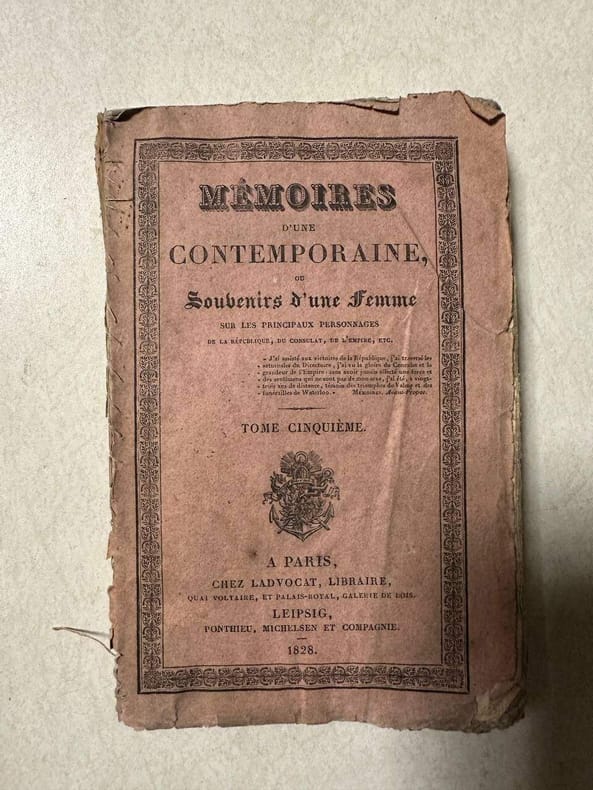 MÉMOIRES
D'UNE
CONTEMPORAINE,
OU
Souvenirs d'une Femme
SUR LES PRINCIPAUX PERSONNAGES
DE LA RÉPUBLIQUE, DU CONSULAT, DE L'EMPIRE, ETC.
« J'ai assisté aux victoires de la République, j'ai traversé les
« saturnales du Directoire, j'ai vu la gloire du Consulat et la
« grandeur de l'Empire : sans avoir jamais affecté une force et
« des sentimens qui ne sont pas de mon sexe, j'ai été, à vingt-
« trois ans de distance, témoin des triomphes de Valmy et des
« funérailles de Waterloo. » MÉMOIRES, Avant-Propos.
TOME CINQUIÈME.
A PARIS,
CHEZ LADVOCAT, LIBRAIRE,
QUAI VOLTAIRE, ET PALAIS-ROYAL, GALERIE DE BOIS.
LEIPSIG,
PONTHIEU, MICHELSEN ET COMPAGNIE.
1828.